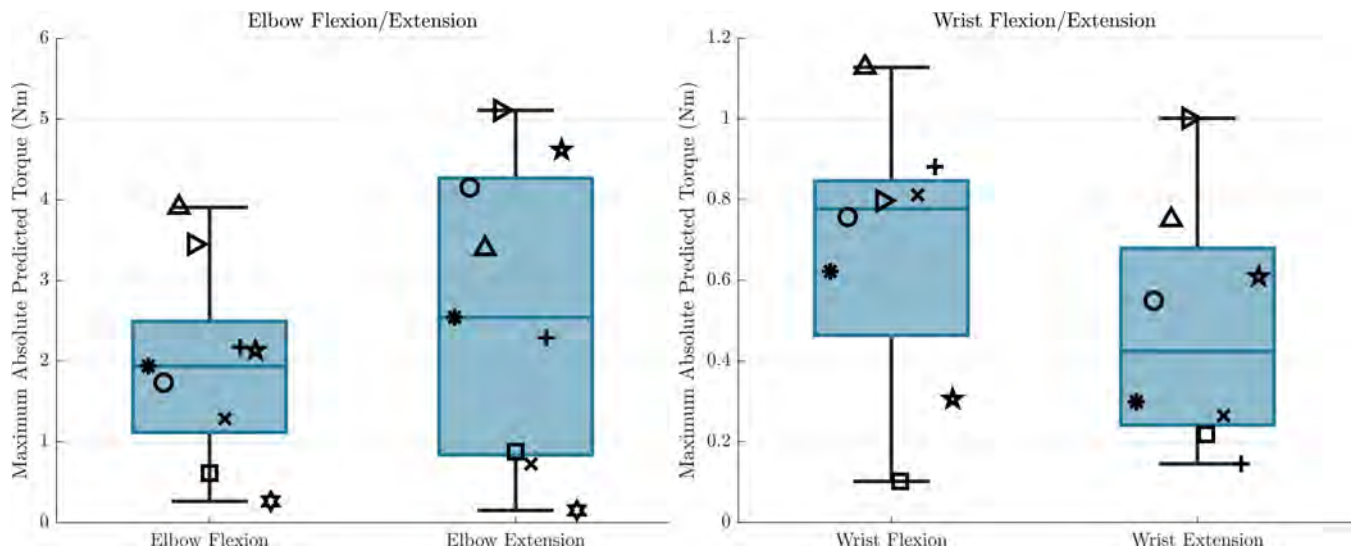 Elbow Flexion/Extension
Maximum Absolute Predicted Torque (Nm)
6
5
4
3
2
1
0
Elbow Flexion
Elbow Extension
Wrist Flexion/Extension
Maximum Absolute Predicted Torque (Nm)
1.2
1
0.8
0.6
0.4
0.2
0
Wrist Flexion
Wrist Extension